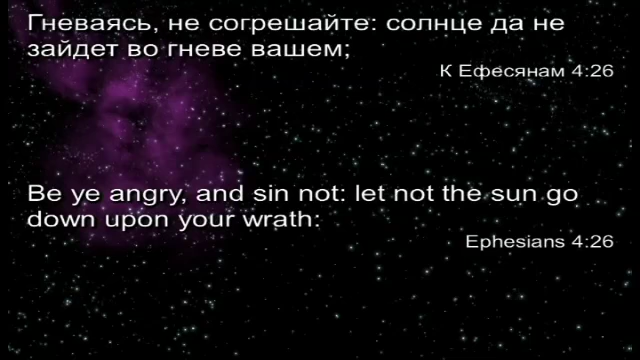 Гневаясь, не согрешайте: солнце да не
зайдет во гневе вашем;
К Ефесянам 4:26
Be ye angry, and sin not: let not the sun go
down upon your wrath:
Ephesians 4:26